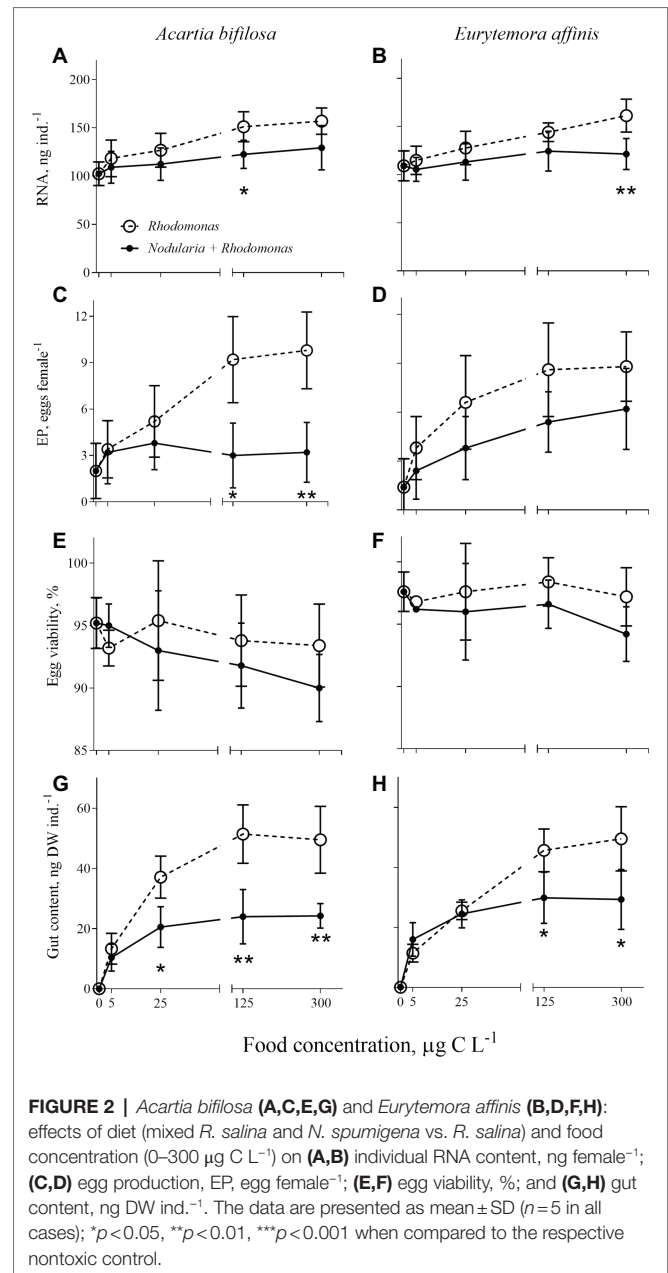 Acartia bifilosa
Eurytemora affinis
A
B
RNA, ng ind.⁻¹
200
150
100
50
0
*
**
Rhodomonas
Nodularia + Rhodomonas
C
D
EP, eggs female⁻¹
12
9
6
3
0
*
**
E
F
Egg viability, %
100
95
90
85
G
H
Gut content, ng DW ind.⁻¹
60
40
20
0
*
**
**
*
*
0 5 25 125 300
0 5 25 125 300
Food concentration, µg C L⁻¹
FIGURE 2 | Acartia bifilosa (A,C,E,G) and Eurytemora affinis (B,D,F,H):
effects of diet (mixed R. salina and N. spumigena vs. R. salina) and food
concentration (0–300 μg C L⁻¹) on (A,B) individual RNA content, ng female⁻¹;
(C,D) egg production, EP, egg female⁻¹; (E,F) egg viability, %; and (G,H) gut
content, ng DW ind.⁻¹. The data are presented as mean ± SD (n = 5 in all
cases); *p < 0.05, **p < 0.01, ***p < 0.001 when compared to the respective
nontoxic control.